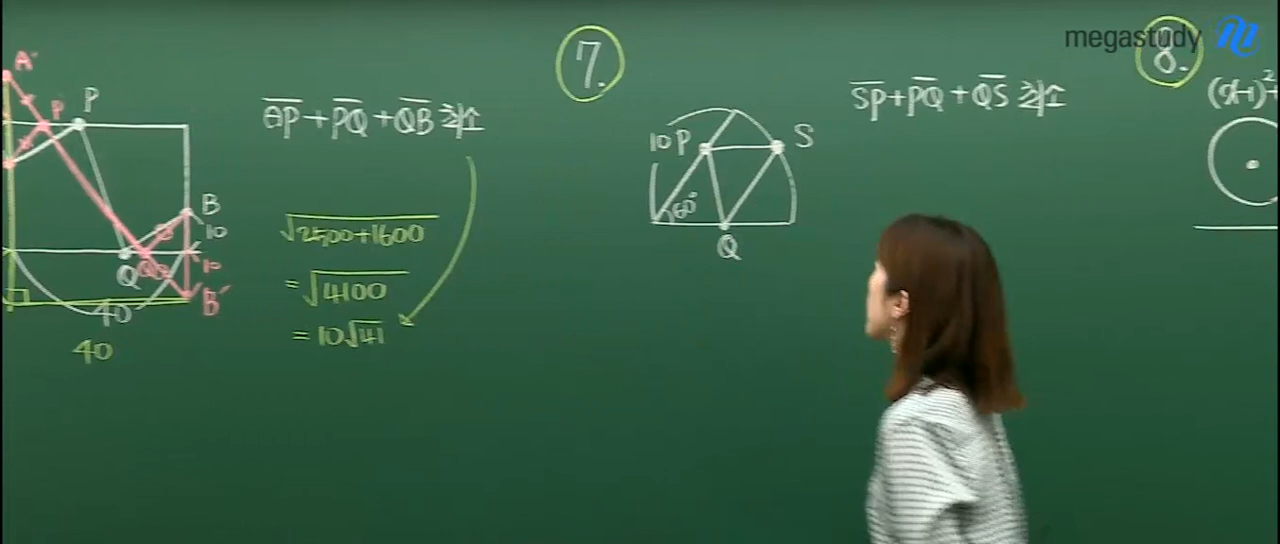 megastudy
A'
P
P
B
10
10
Q
Q
B'
40
40
AP + PQ + QB 최소
√2500+1600
= √4100
= 10√41
7.
10
P
S
60°
Q
SP + PQ + QS 최소
8.
(x-1)²+